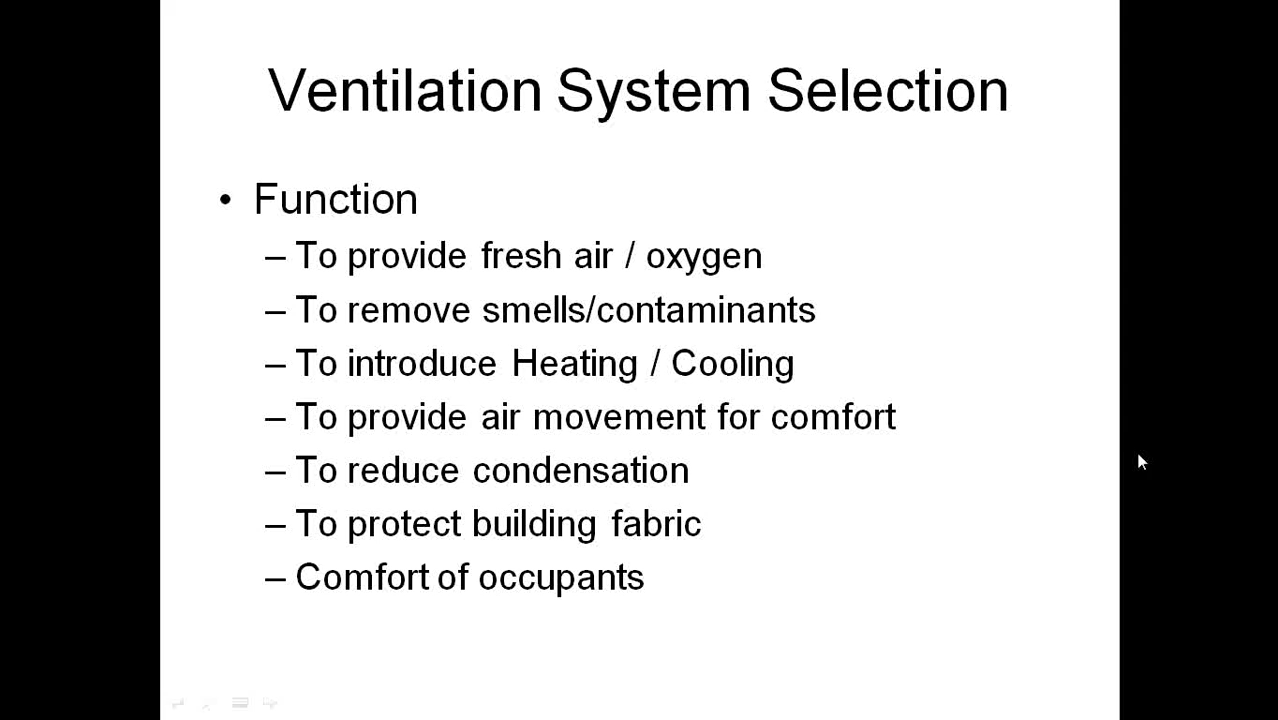 Ventilation System Selection
• Function
– To provide fresh air / oxygen
– To remove smells/contaminants
– To introduce Heating / Cooling
– To provide air movement for comfort
– To reduce condensation
– To protect building fabric
– Comfort of occupants